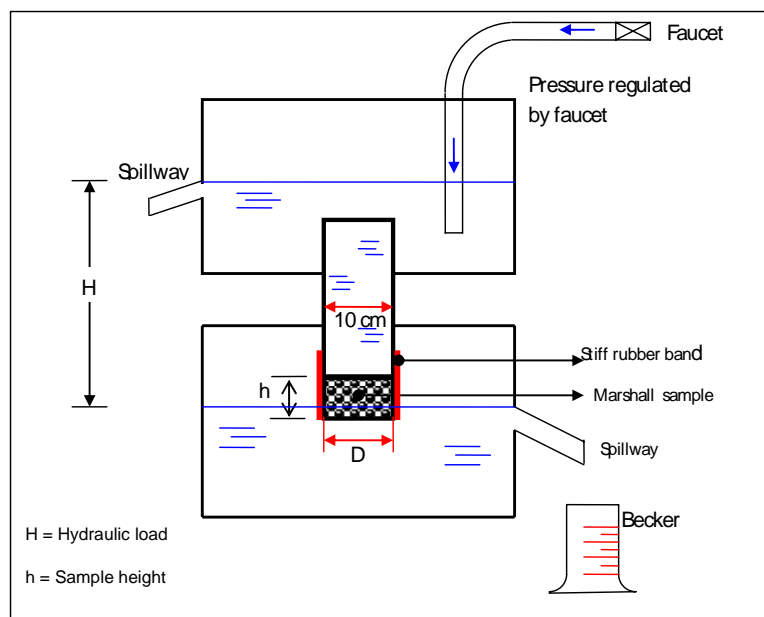 Faucet
Pressure regulated
by faucet
Spillway
H
10 cm
Stiff rubber band
h
Marshall sample
D
Spillway
Becker
H = Hydraulic load
h = Sample height